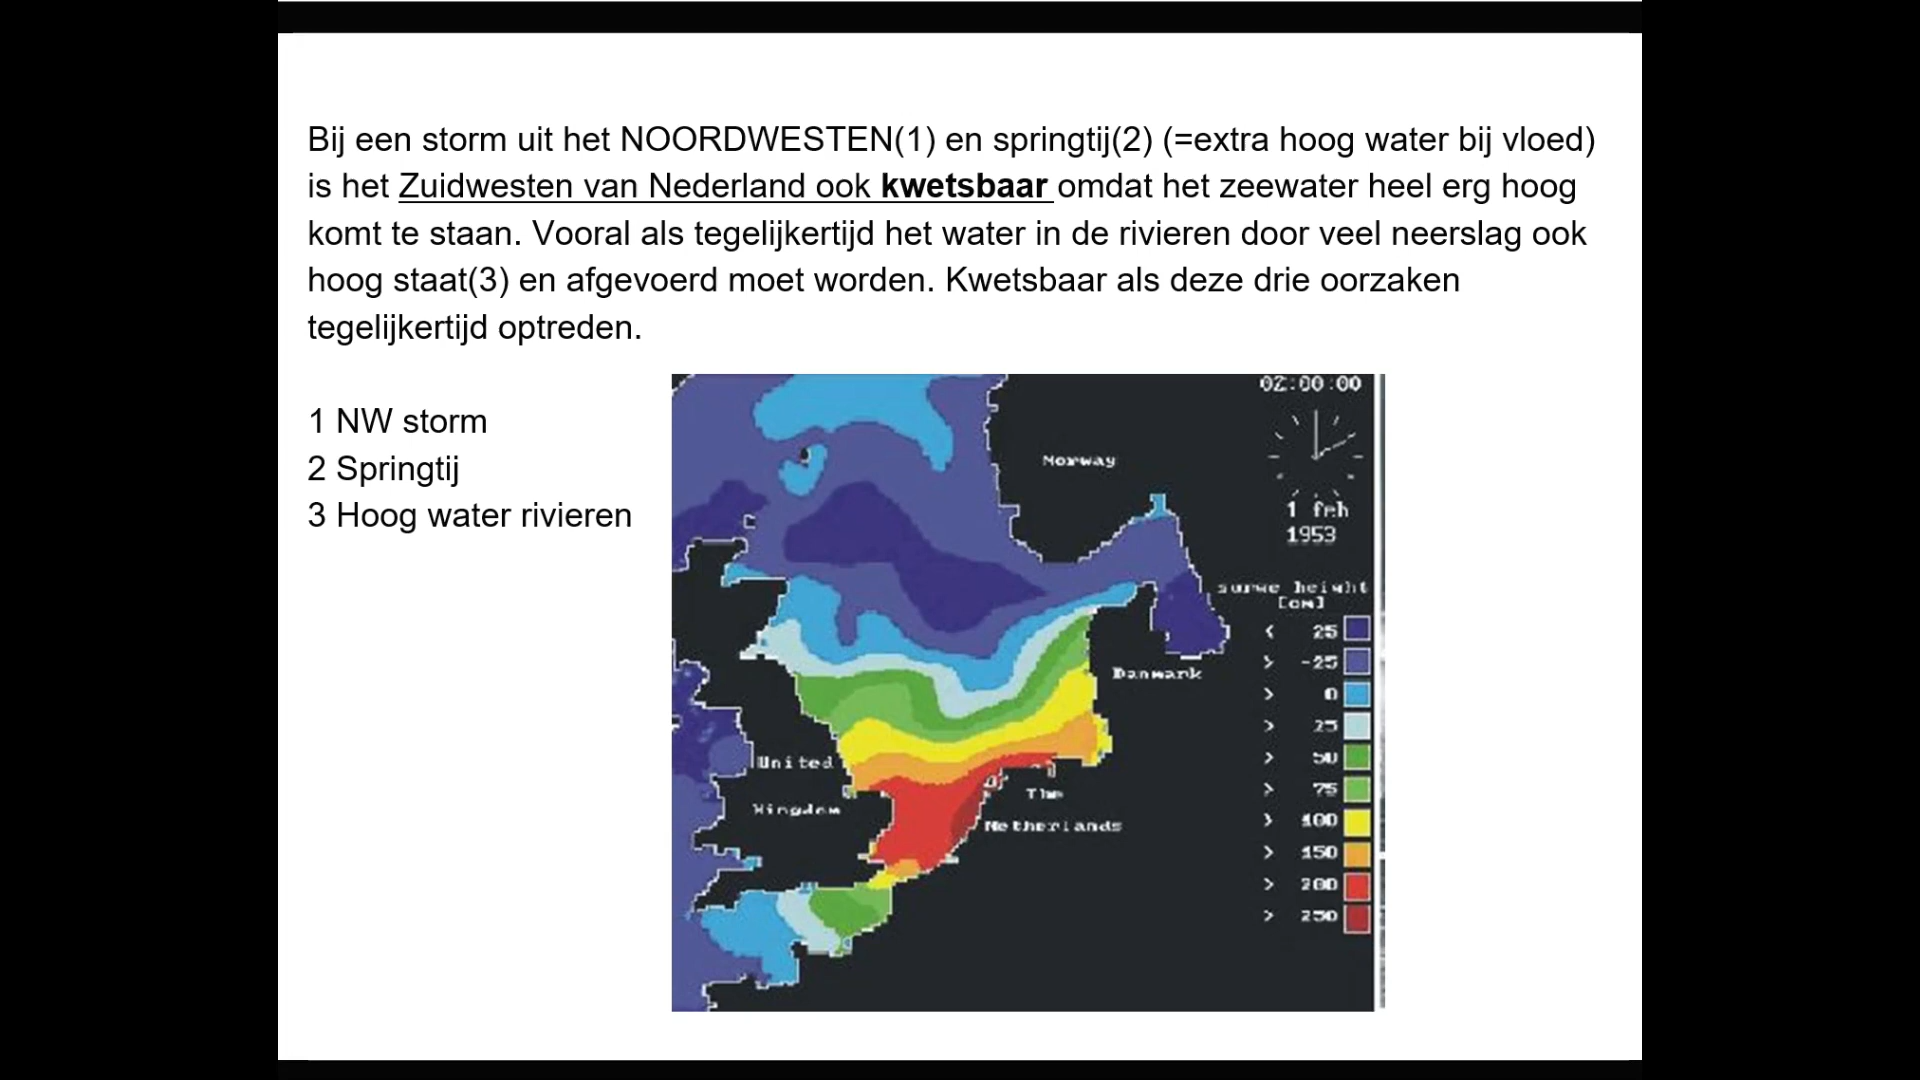 Bij een storm uit het NOORDWESTEN(1) en springtij(2) (=extra hoog water bij vloed)
is het Zuidwesten van Nederland ook kwetsbaar omdat het zeewater heel erg hoog
komt te staan. Vooral als tegelijkertijd het water in de rivieren door veel neerslag ook
hoog staat(3) en afgevoerd moet worden. Kwetsbaar als deze drie oorzaken
tegelijkertijd optreden.
1 NW storm
2 Springtij
3 Hoog water rivieren
02:00:00
Norway
1 feb
1953
surge height
[cm]
< 25
> -25
> 0
> 25
> 50
> 75
> 100
> 150
> 200
> 250
Danmark
United
Kingdom
The
Netherlands